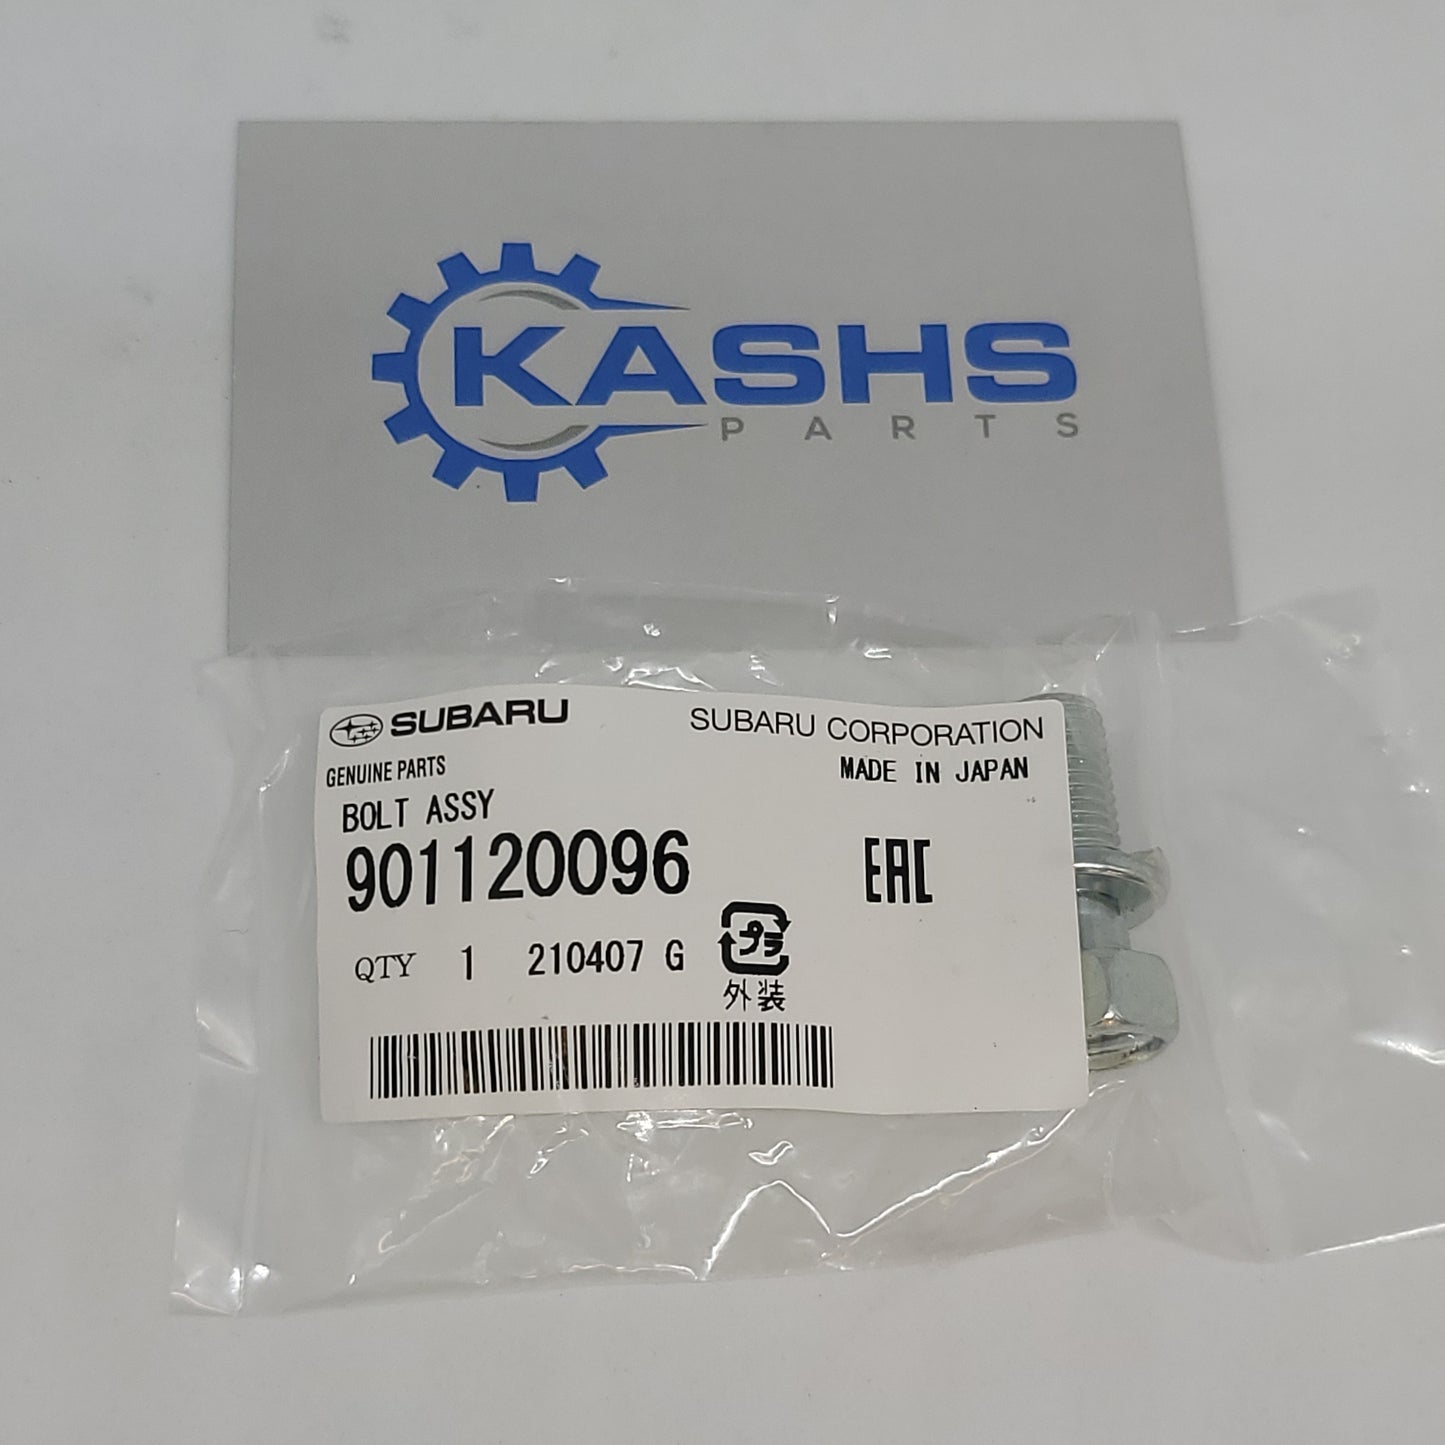 KASHS
PARTS
SUBARU
SUBARU CORPORATION
GENUINE PARTS
MADE IN JAPAN
BOLT ASSY
901120096
EAC
QTY 1 210407 G
プラ
外装